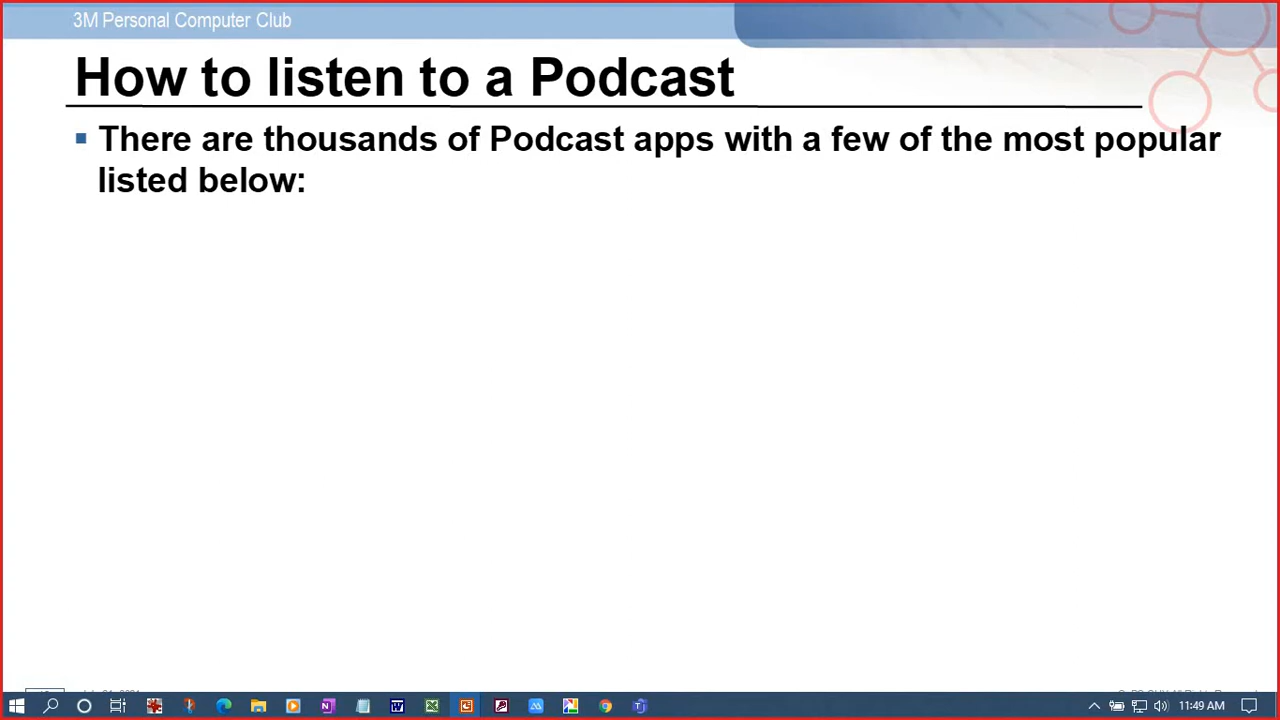 3M Personal Computer Club
How to listen to a Podcast
There are thousands of Podcast apps with a few of the most popular
listed below:
11:49 AM